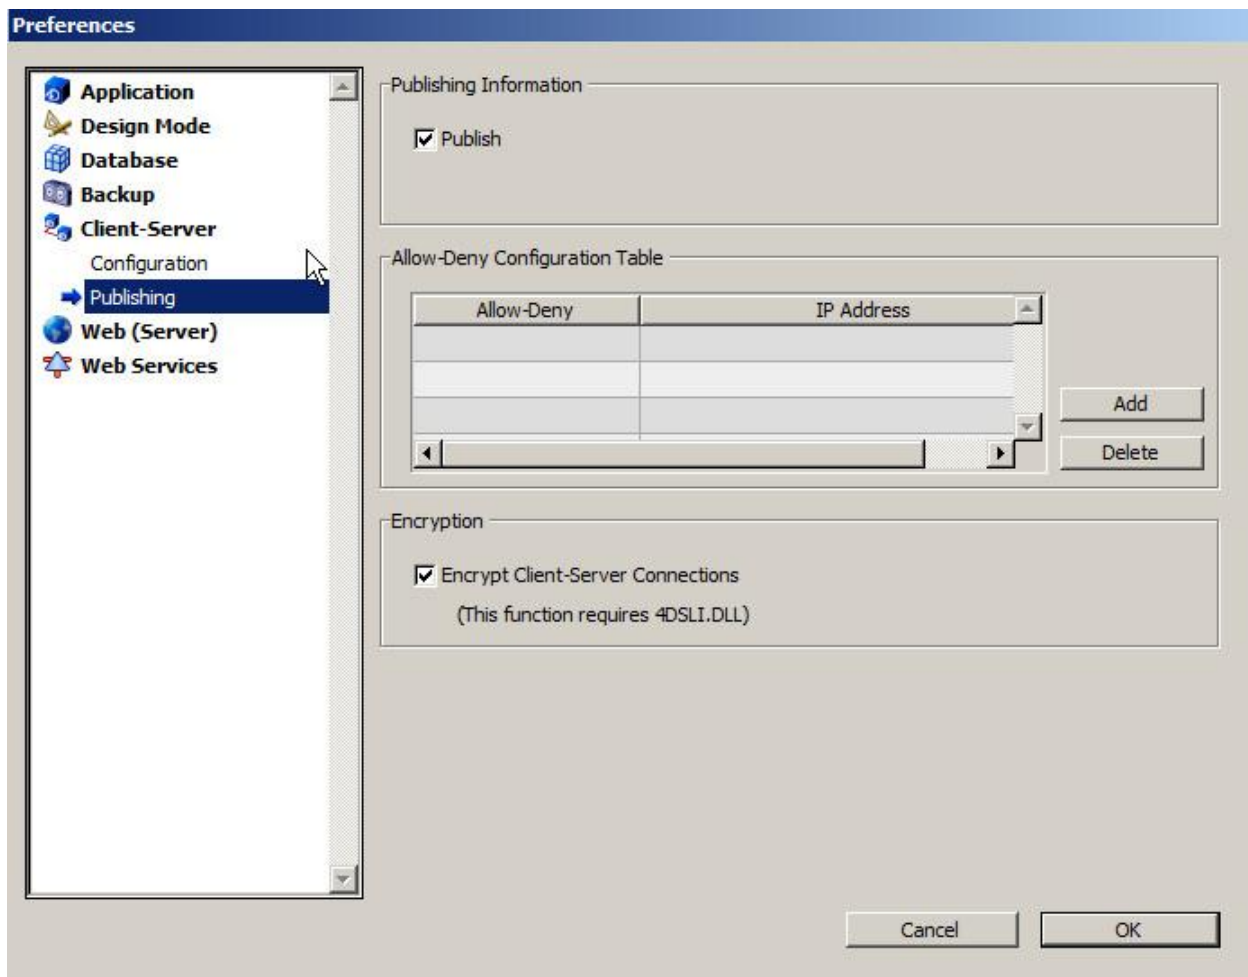 Preferences
Application
Design Mode
Database
Backup
Client-Server
Configuration
Publishing
Web (Server)
Web Services
Publishing Information
Publish
Allow-Deny Configuration Table
Allow-Deny IP Address
Add
Delete
Encryption
Encrypt Client-Server Connections
(This function requires 4DSLI.DLL)
Cancel OK